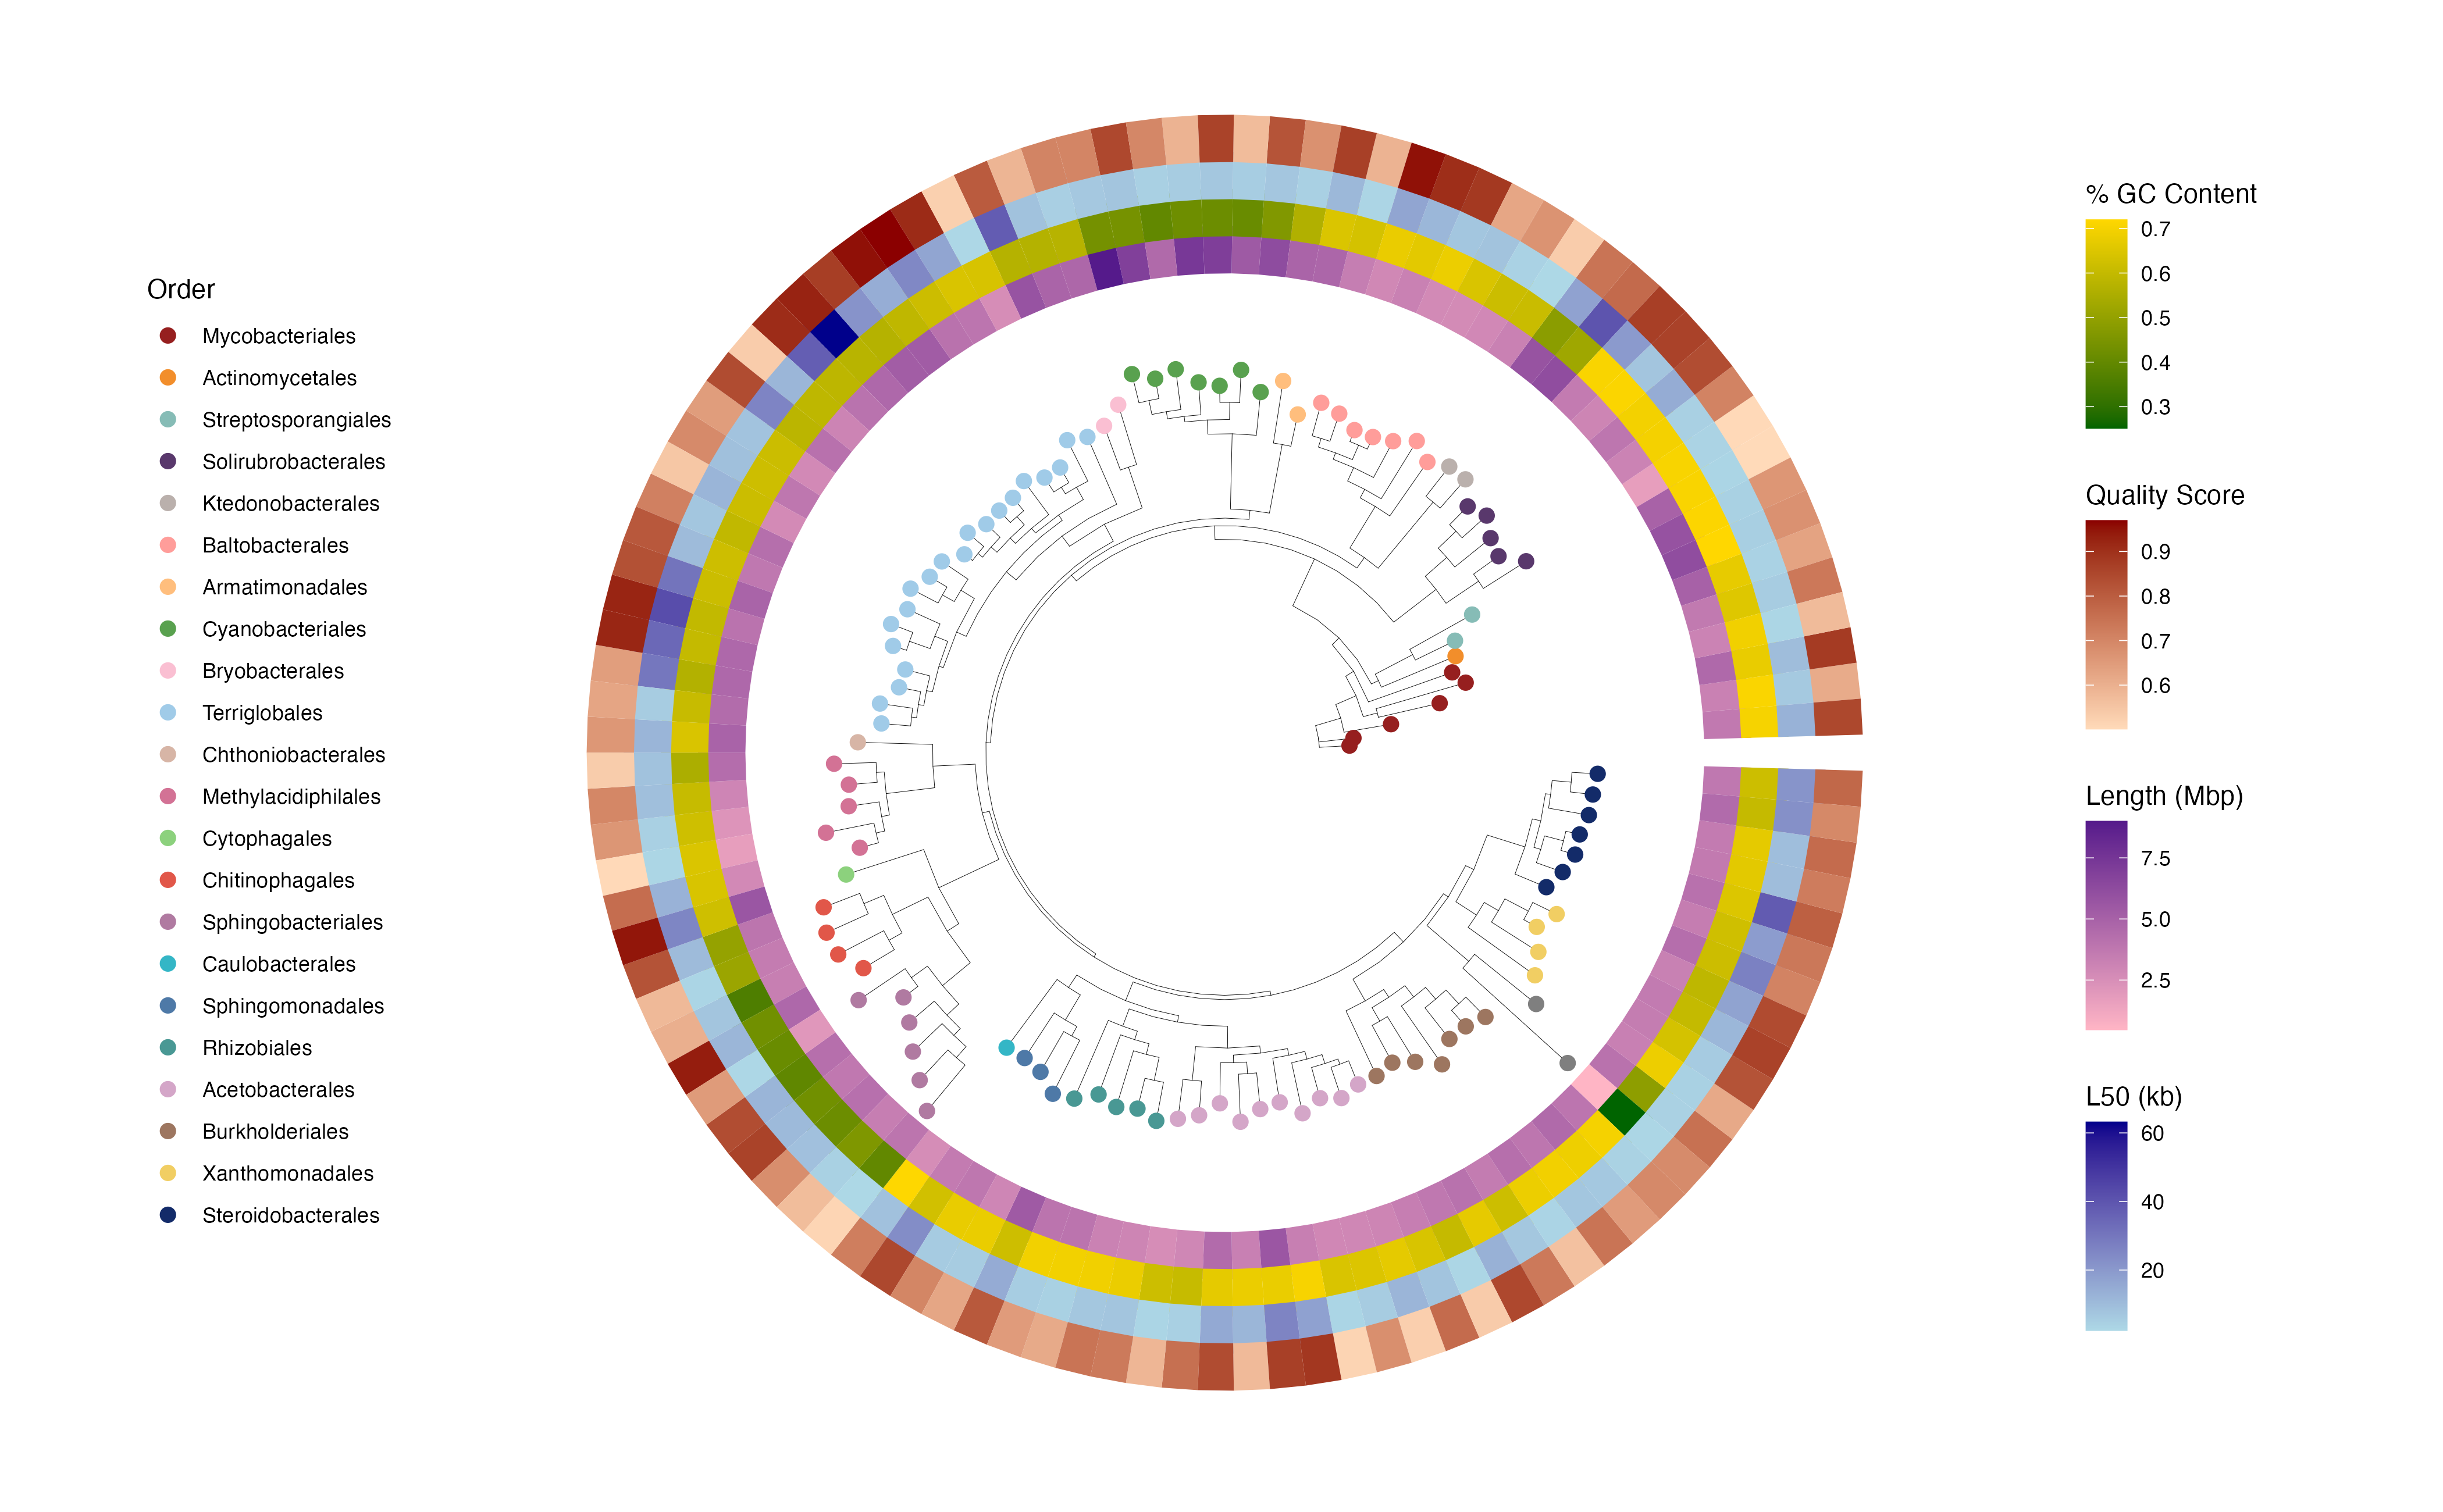 Order
Mycobacteriales
Actinomycetales
Streptosporangiales
Solirubrobacterales
Ktedonobacterales
Baltobacterales
Armatimonadales
Cyanobacteriales
Bryobacterales
Terriglobales
Chthoniobacterales
Methylacidiphilales
Cytophagales
Chitinophagales
Sphingobacteriales
Caulobacterales
Sphingomonadales
Rhizobiales
Acetobacterales
Burkholderiales
Xanthomonadales
Steroidobacterales
% GC Content
0.7
0.6
0.5
0.4
0.3
Quality Score
0.9
0.8
0.7
0.6
Length (Mbp)
7.5
5.0
2.5
L50 (kb)
60
40
20